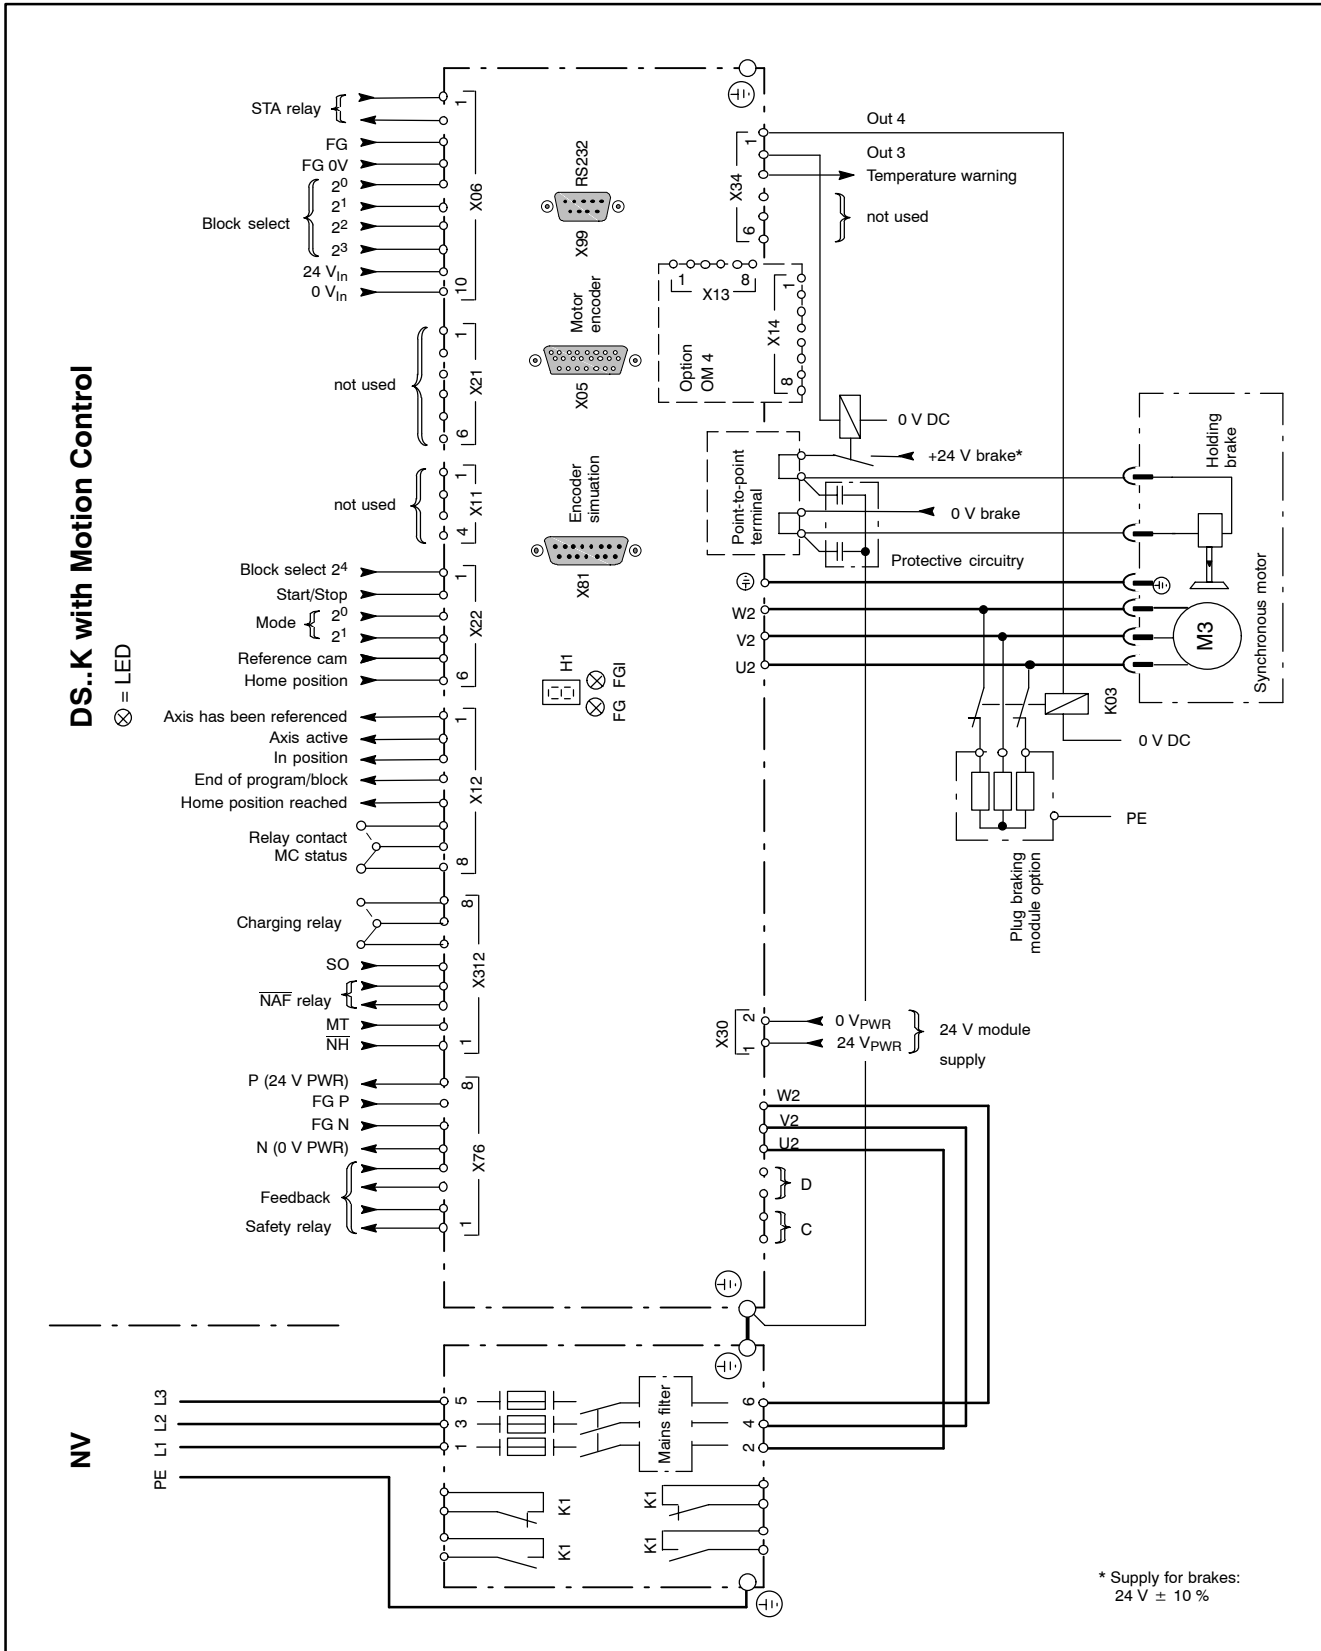 DS..K with Motion Control
⊗ = LED
STA relay
FG
FG 0V
Block select
2⁰
2¹
2²
2³
24 V_In
0 V_In
1
X06
10
not used
1
X21
6
not used
1
X11
4
Block select 2⁴
Start/Stop
Mode
2⁰
2¹
Reference cam
Home position
1
X22
6
Axis has been referenced
Axis active
In position
End of program/block
Home position reached
Relay contact
MC status
1
X12
8
Charging relay
SO
N̅A̅F̅ relay
MT
N̅H̅
8
X312
1
P (24 V PWR)
FG P
FG N
N (0 V PWR)
Feedback
Safety relay
8
X76
1
RS232
X99
Motor
encoder
X05
Encoder
simuation
X81
H1
FG
FGI
1
X34
6
Out 4
Out 3
Temperature warning
not used
1
8
X13
1
X14
8
Option
OM 4
0 V DC
+24 V brake*
Point-to-point
terminal
0 V brake
Protective circuitry
Holding
brake
Synchronous motor
M3
W2
V2
U2
K03
0 V DC
PE
Plug braking
module option
X30
2
1
0 V_PWR
24 V_PWR
24 V module
supply
W2
V2
U2
D
C
NV
L3
L2
L1
PE
5
3
1
Mains filter
6
4
2
K1
K1
K1
K1
* Supply for brakes:
24 V ± 10 %